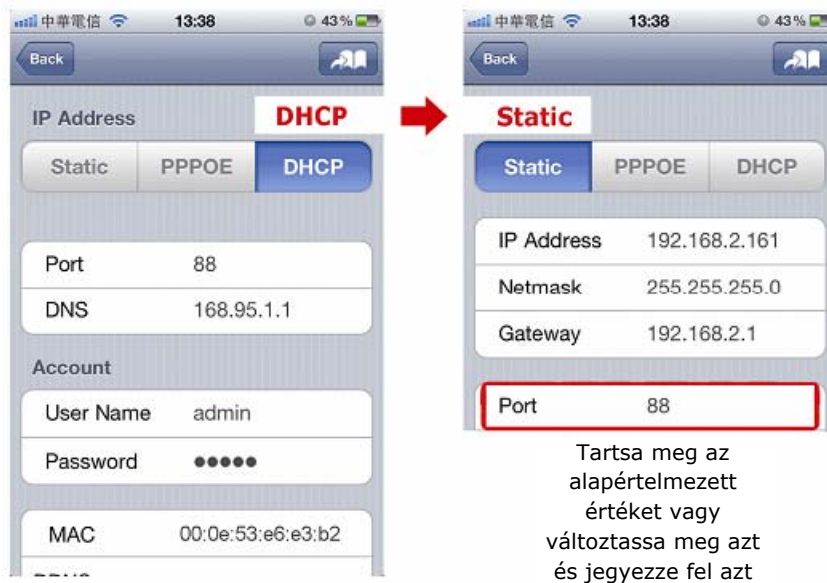 中華電信 13:38 43%
Back
IP Address DHCP
Static PPPOE DHCP
Port 88
DNS 168.95.1.1
Account
User Name admin
Password •••••
MAC 00:0e:53:e6:e3:b2
中華電信 13:38 43%
Back
Static
Static PPPOE DHCP
IP Address 192.168.2.161
Netmask 255.255.255.0
Gateway 192.168.2.1
Port 88
Tartsa meg az
alapértelmezett
értéket vagy
változtassa meg azt
és jegyezze fel azt